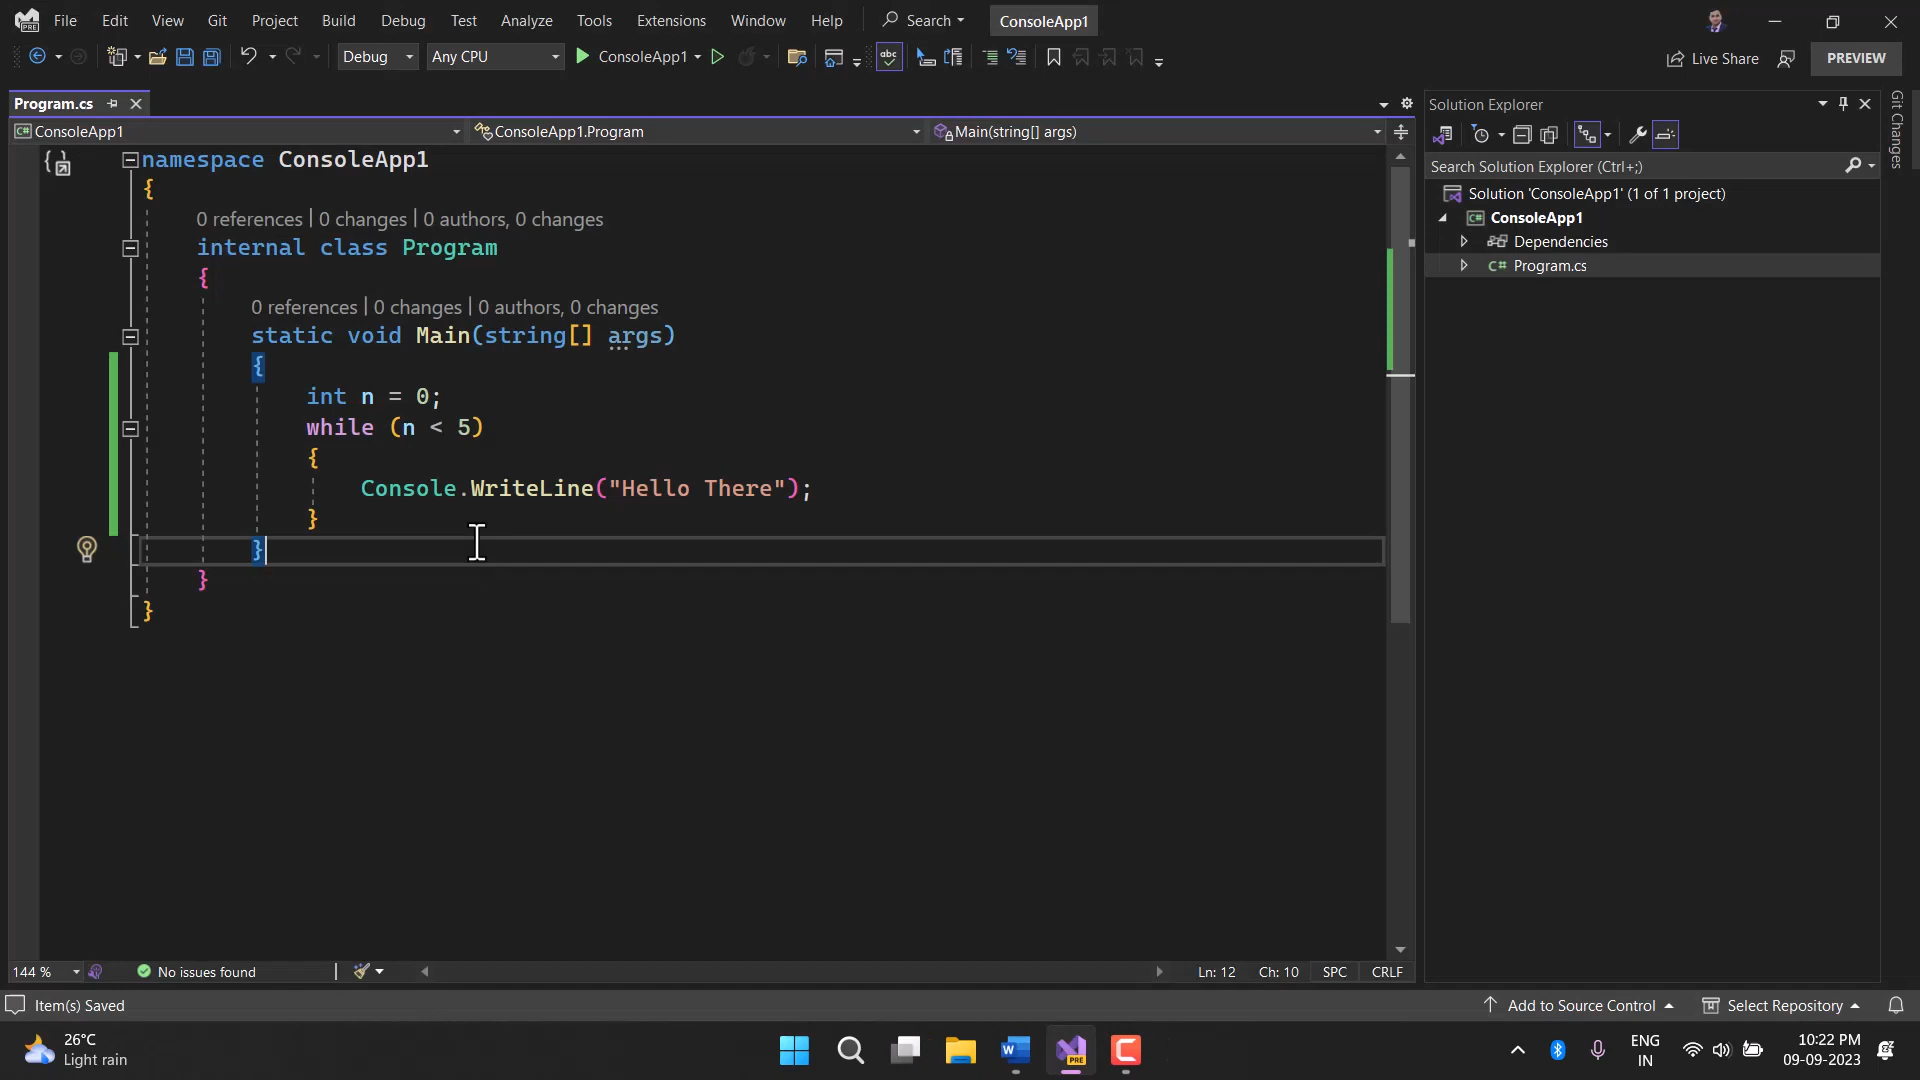 File Edit View Git Project Build Debug Test Analyze Tools Extensions Window Help Search ConsoleApp1
Debug Any CPU ConsoleApp1 Live Share PREVIEW
Program.cs
ConsoleApp1 ConsoleApp1.Program Main(string[] args)
namespace ConsoleApp1
{
0 references | 0 changes | 0 authors, 0 changes
internal class Program
{
0 references | 0 changes | 0 authors, 0 changes
static void Main(string[] args)
{
int n = 0;
while (n < 5)
{
Console.WriteLine("Hello There");
}
}
}
}
144 % No issues found Ln: 12 Ch: 10 SPC CRLF
Solution Explorer
Search Solution Explorer (Ctrl+;)
Solution 'ConsoleApp1' (1 of 1 project)
ConsoleApp1
Dependencies
C# Program.cs
Git Changes
Item(s) Saved Add to Source Control Select Repository
26°C
Light rain
ENG
IN
10:22 PM
09-09-2023